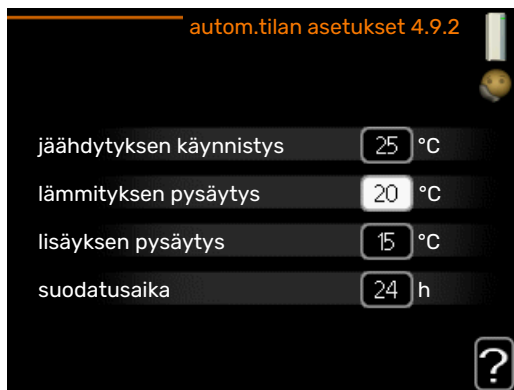 autom.tilan asetukset 4.9.2
jäähdytyksen käynnistys 25 °C
lämmityksen pysäytys 20 °C
lisäyksen pysäytys 15 °C
suodatusaika 24 h
?